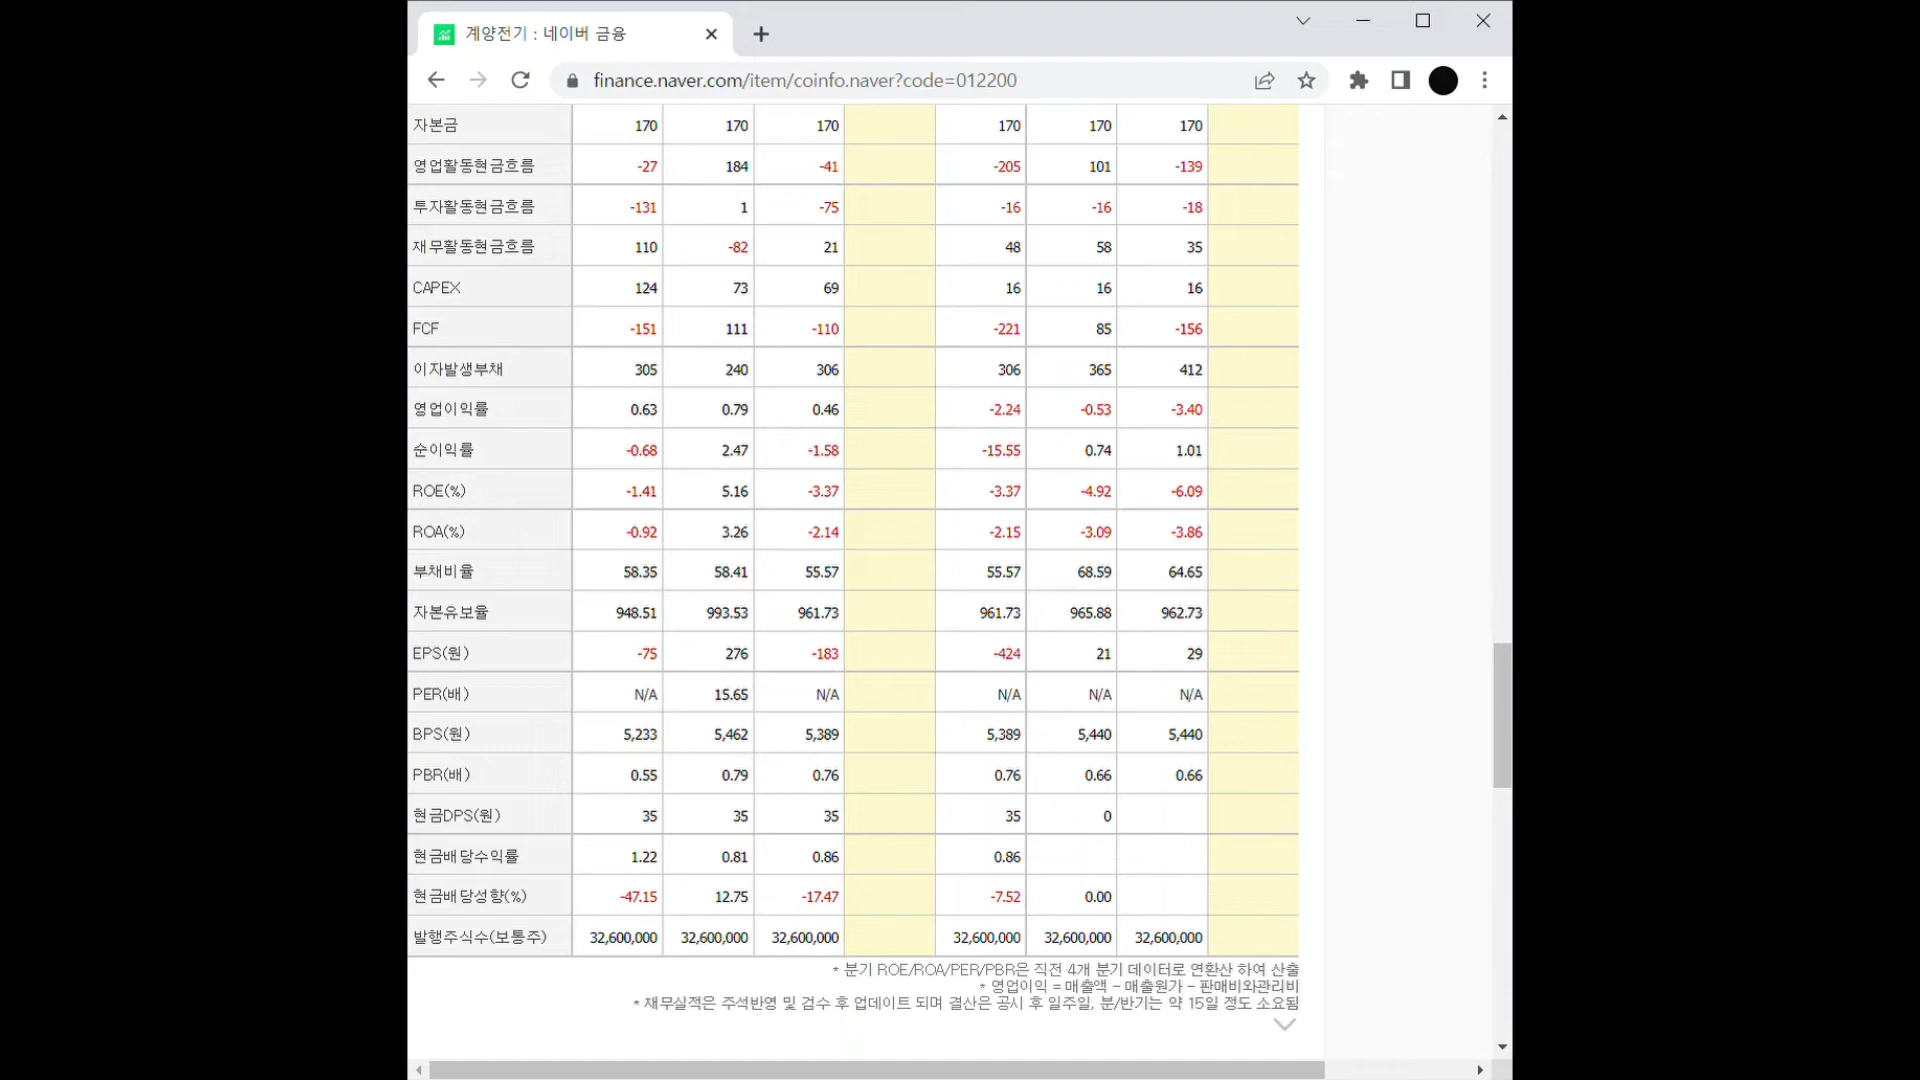 계양전기 : 네이버 금융
finance.naver.com/item/coinfo.naver?code=012200
자본금 170 170 170 170 170 170
영업활동현금흐름 -27 184 -41 -205 101 -139
투자활동현금흐름 -131 1 -75 -16 -16 -18
재무활동현금흐름 110 -82 21 48 58 35
CAPEX 124 73 69 16 16 16
FCF -151 111 -110 -221 85 -156
이자발생부채 305 240 306 306 365 412
영업이익률 0.63 0.79 0.46 -2.24 -0.53 -3.40
순이익률 -0.68 2.47 -1.58 -15.55 0.74 1.01
ROE(%) -1.41 5.16 -3.37 -3.37 -4.92 -6.09
ROA(%) -0.92 3.26 -2.14 -2.15 -3.09 -3.86
부채비율 58.35 58.41 55.57 55.57 68.59 64.65
자본유보율 948.51 993.53 961.73 961.73 965.88 962.73
EPS(원) -75 276 -183 -424 21 29
PER(배) N/A 15.65 N/A N/A N/A N/A
BPS(원) 5,233 5,462 5,389 5,389 5,440 5,440
PBR(배) 0.55 0.79 0.76 0.76 0.66 0.66
현금DPS(원) 35 35 35 35 0
현금배당수익률 1.22 0.81 0.86 0.86
현금배당성향(%) -47.15 12.75 -17.47 -7.52 0.00
발행주식수(보통주) 32,600,000 32,600,000 32,600,000 32,600,000 32,600,000 32,600,000
* 분기 ROE/ROA/PER/PBR은 직전 4개 분기 데이터로 연환산 하여 산출
* 영업이익 = 매출액 - 매출원가 - 판매비와관리비
* 재무실적은 주석반영 및 검수 후 업데이트 되며 결산은 공시 후 일주일, 분/반기는 약 15일 정도 소요됨